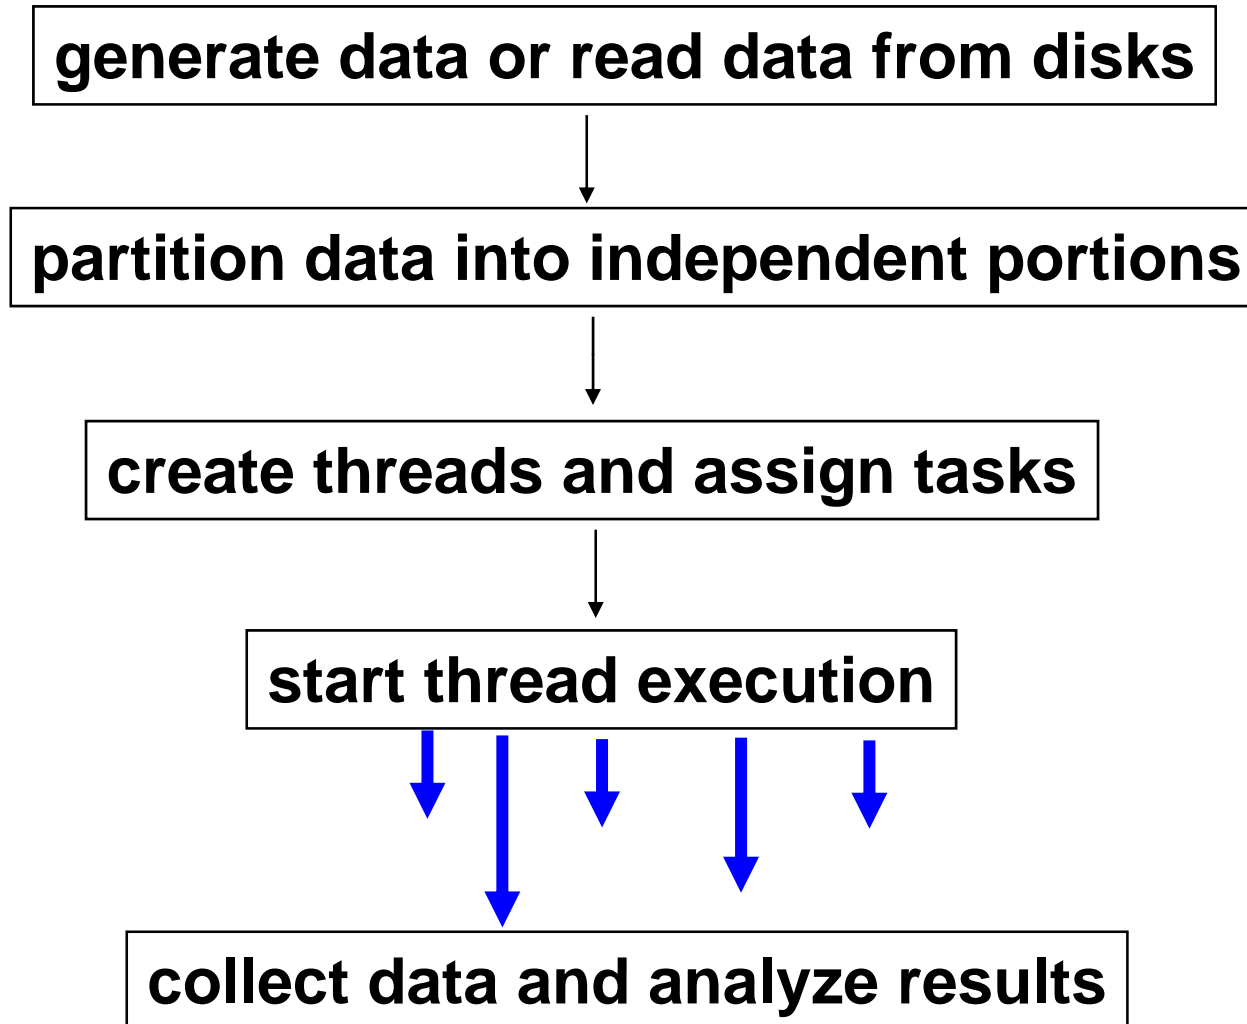 generate data or read data from disks
partition data into independent portions
create threads and assign tasks
start thread execution
collect data and analyze results